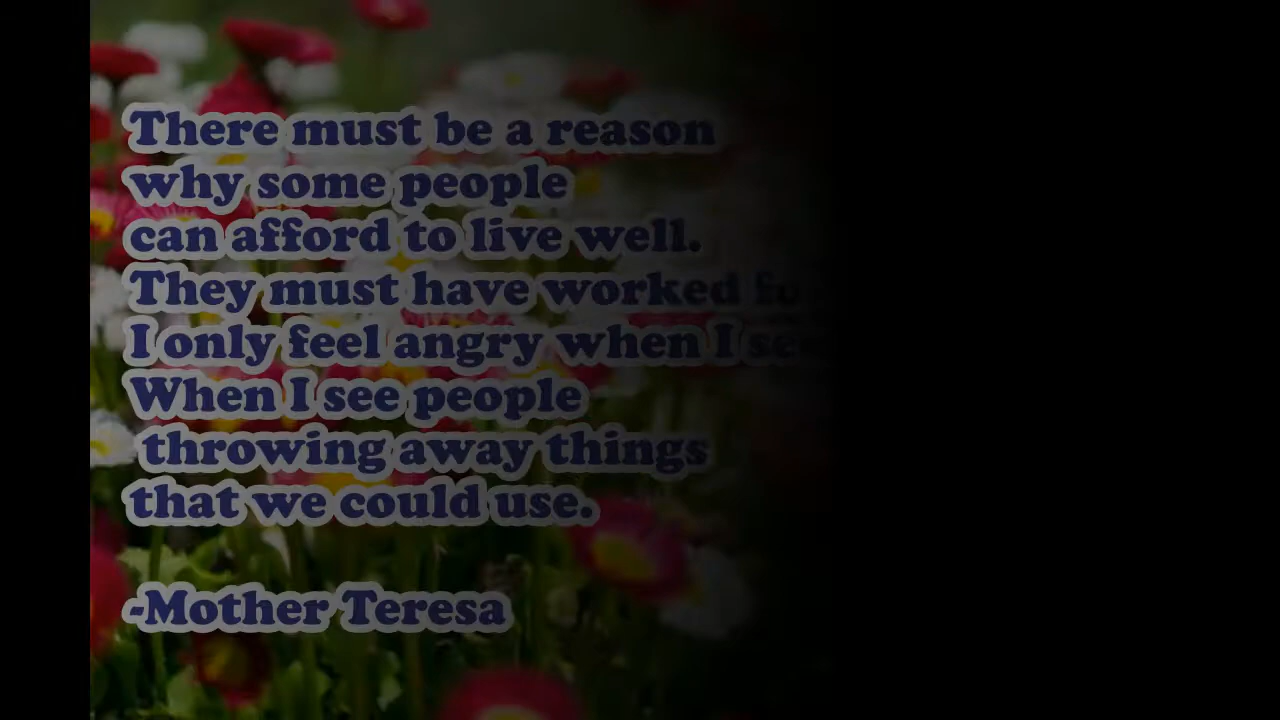 There must be a reason
why some people
can afford to live well.
They must have worked
I only feel angry when I
When I see people
throwing away things
that we could use.
-Mother Teresa